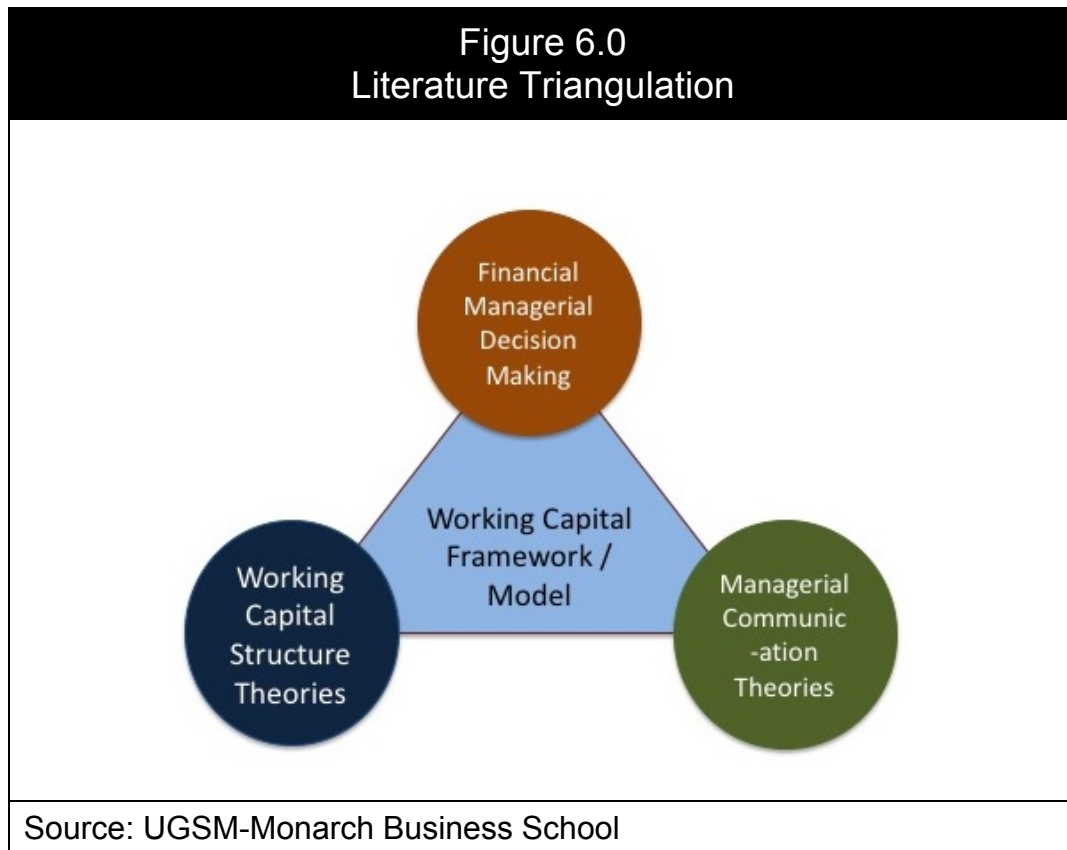 Figure 6.0
Literature Triangulation
Financial
Managerial
Decision
Making
Working Capital
Framework /
Model
Working
Capital
Structure
Theories
Managerial
Communic
-ation
Theories
Source: UGSM-Monarch Business School